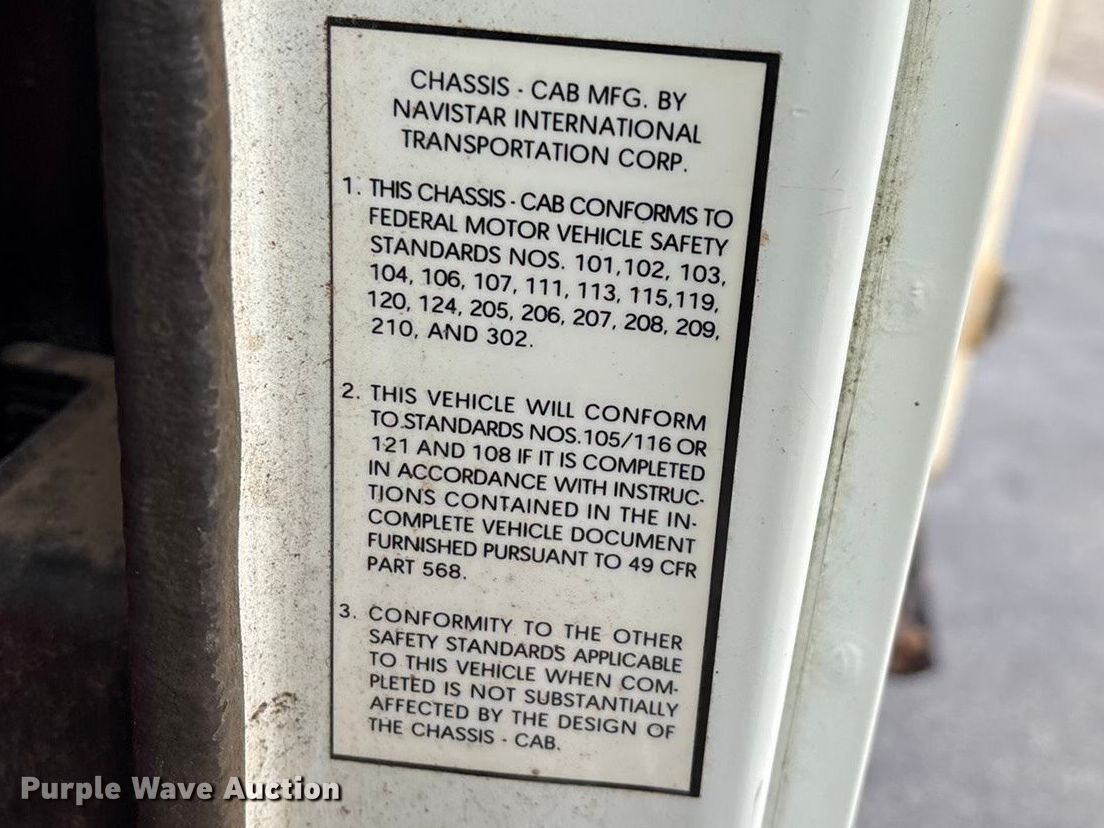 CHASSIS - CAB MFG. BY
NAVISTAR INTERNATIONAL
TRANSPORTATION CORP.
1. THIS CHASSIS - CAB CONFORMS TO
FEDERAL MOTOR VEHICLE SAFETY
STANDARDS NOS. 101,102, 103,
104, 106, 107, 111, 113, 115,119,
120, 124, 205, 206, 207, 208, 209,
210, AND 302.
2. THIS VEHICLE WILL CONFORM
TO STANDARDS NOS.105/116 OR
121 AND 108 IF IT IS COMPLETED
IN ACCORDANCE WITH INSTRUC-
TIONS CONTAINED IN THE IN-
COMPLETE VEHICLE DOCUMENT
FURNISHED PURSUANT TO 49 CFR
PART 568.
3. CONFORMITY TO THE OTHER
SAFETY STANDARDS APPLICABLE
TO THIS VEHICLE WHEN COM-
PLETED IS NOT SUBSTANTIALLY
AFFECTED BY THE DESIGN OF
THE CHASSIS - CAB.
Purple Wave Auction